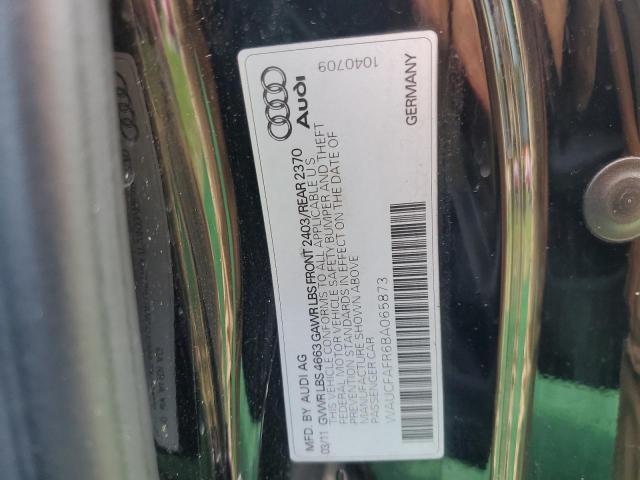 Audi
1040709
GERMANY
MFD. BY AUDI AG
03/11 GVWR LBS 4663 GAWR LBS FRONT 2403/REAR 2370
THIS VEHICLE CONFORMS TO ALL APPLICABLE U S
FEDERAL MOTOR VEHICLE SAFETY BUMPER AND THEFT
PREVENTION STANDARDS IN EFFECT ON THE DATE OF
MANUFACTURE SHOWN ABOVE
PASSENGER CAR
WAUCFAFR6BA065873